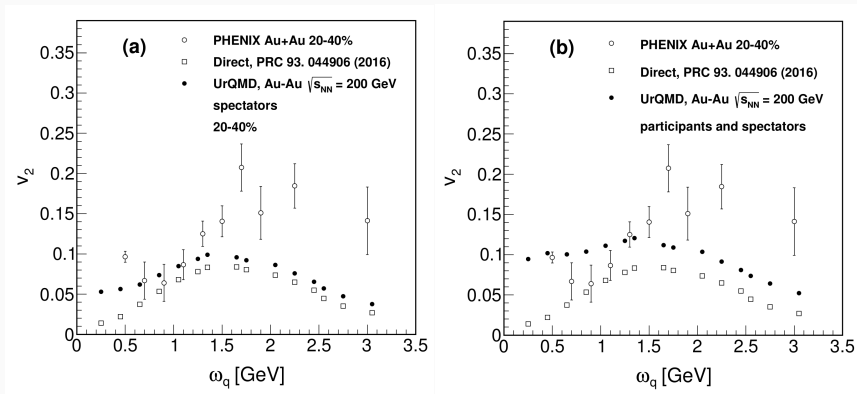 (a)
PHENIX Au+Au 20-40%
Direct, PRC 93. 044906 (2016)
UrQMD, Au-Au √s_NN = 200 GeV
spectators
20-40%
v₂
0.35
0.3
0.25
0.2
0.15
0.1
0.05
0
0 0.5 1 1.5 2 2.5 3 3.5
ω_q [GeV]
(b)
PHENIX Au+Au 20-40%
Direct, PRC 93. 044906 (2016)
UrQMD, Au-Au √s_NN = 200 GeV
participants and spectators
v₂
0.35
0.3
0.25
0.2
0.15
0.1
0.05
0
0 0.5 1 1.5 2 2.5 3 3.5
ω_q [GeV]